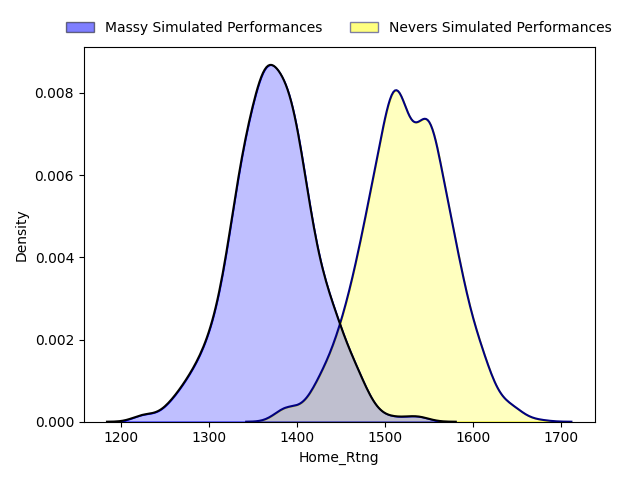 Massy Simulated Performances Nevers Simulated Performances
0.008
0.006
0.004
0.002
0.000
Density
1200 1300 1400 1500 1600 1700
Home_Rtng